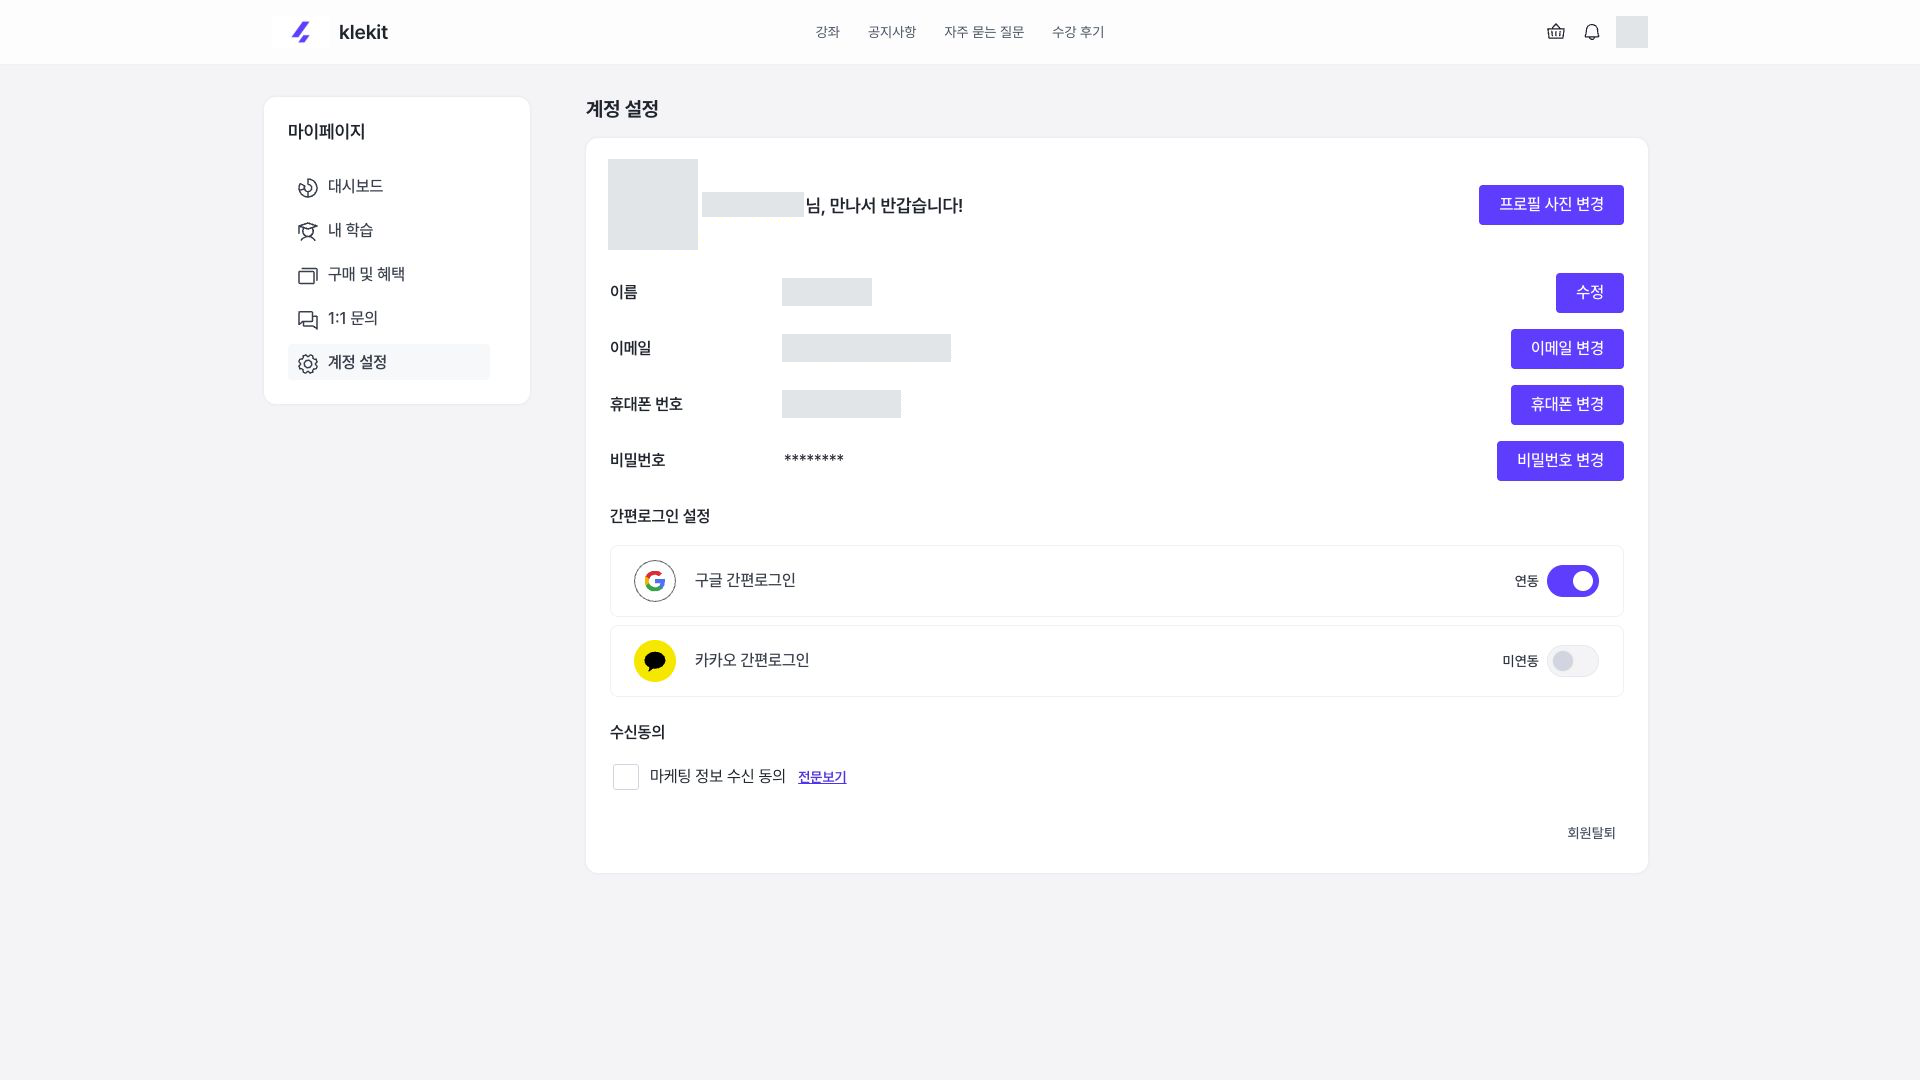 klekit
강좌 공지사항 자주 묻는 질문 수강 후기
마이페이지
대시보드
내 학습
구매 및 혜택
1:1 문의
계정 설정
계정 설정
님, 만나서 반갑습니다!
프로필 사진 변경
이름
수정
이메일
이메일 변경
휴대폰 번호
휴대폰 변경
비밀번호
********
비밀번호 변경
간편로그인 설정
구글 간편로그인
연동
카카오 간편로그인
미연동
수신동의
마케팅 정보 수신 동의 전문보기
회원탈퇴